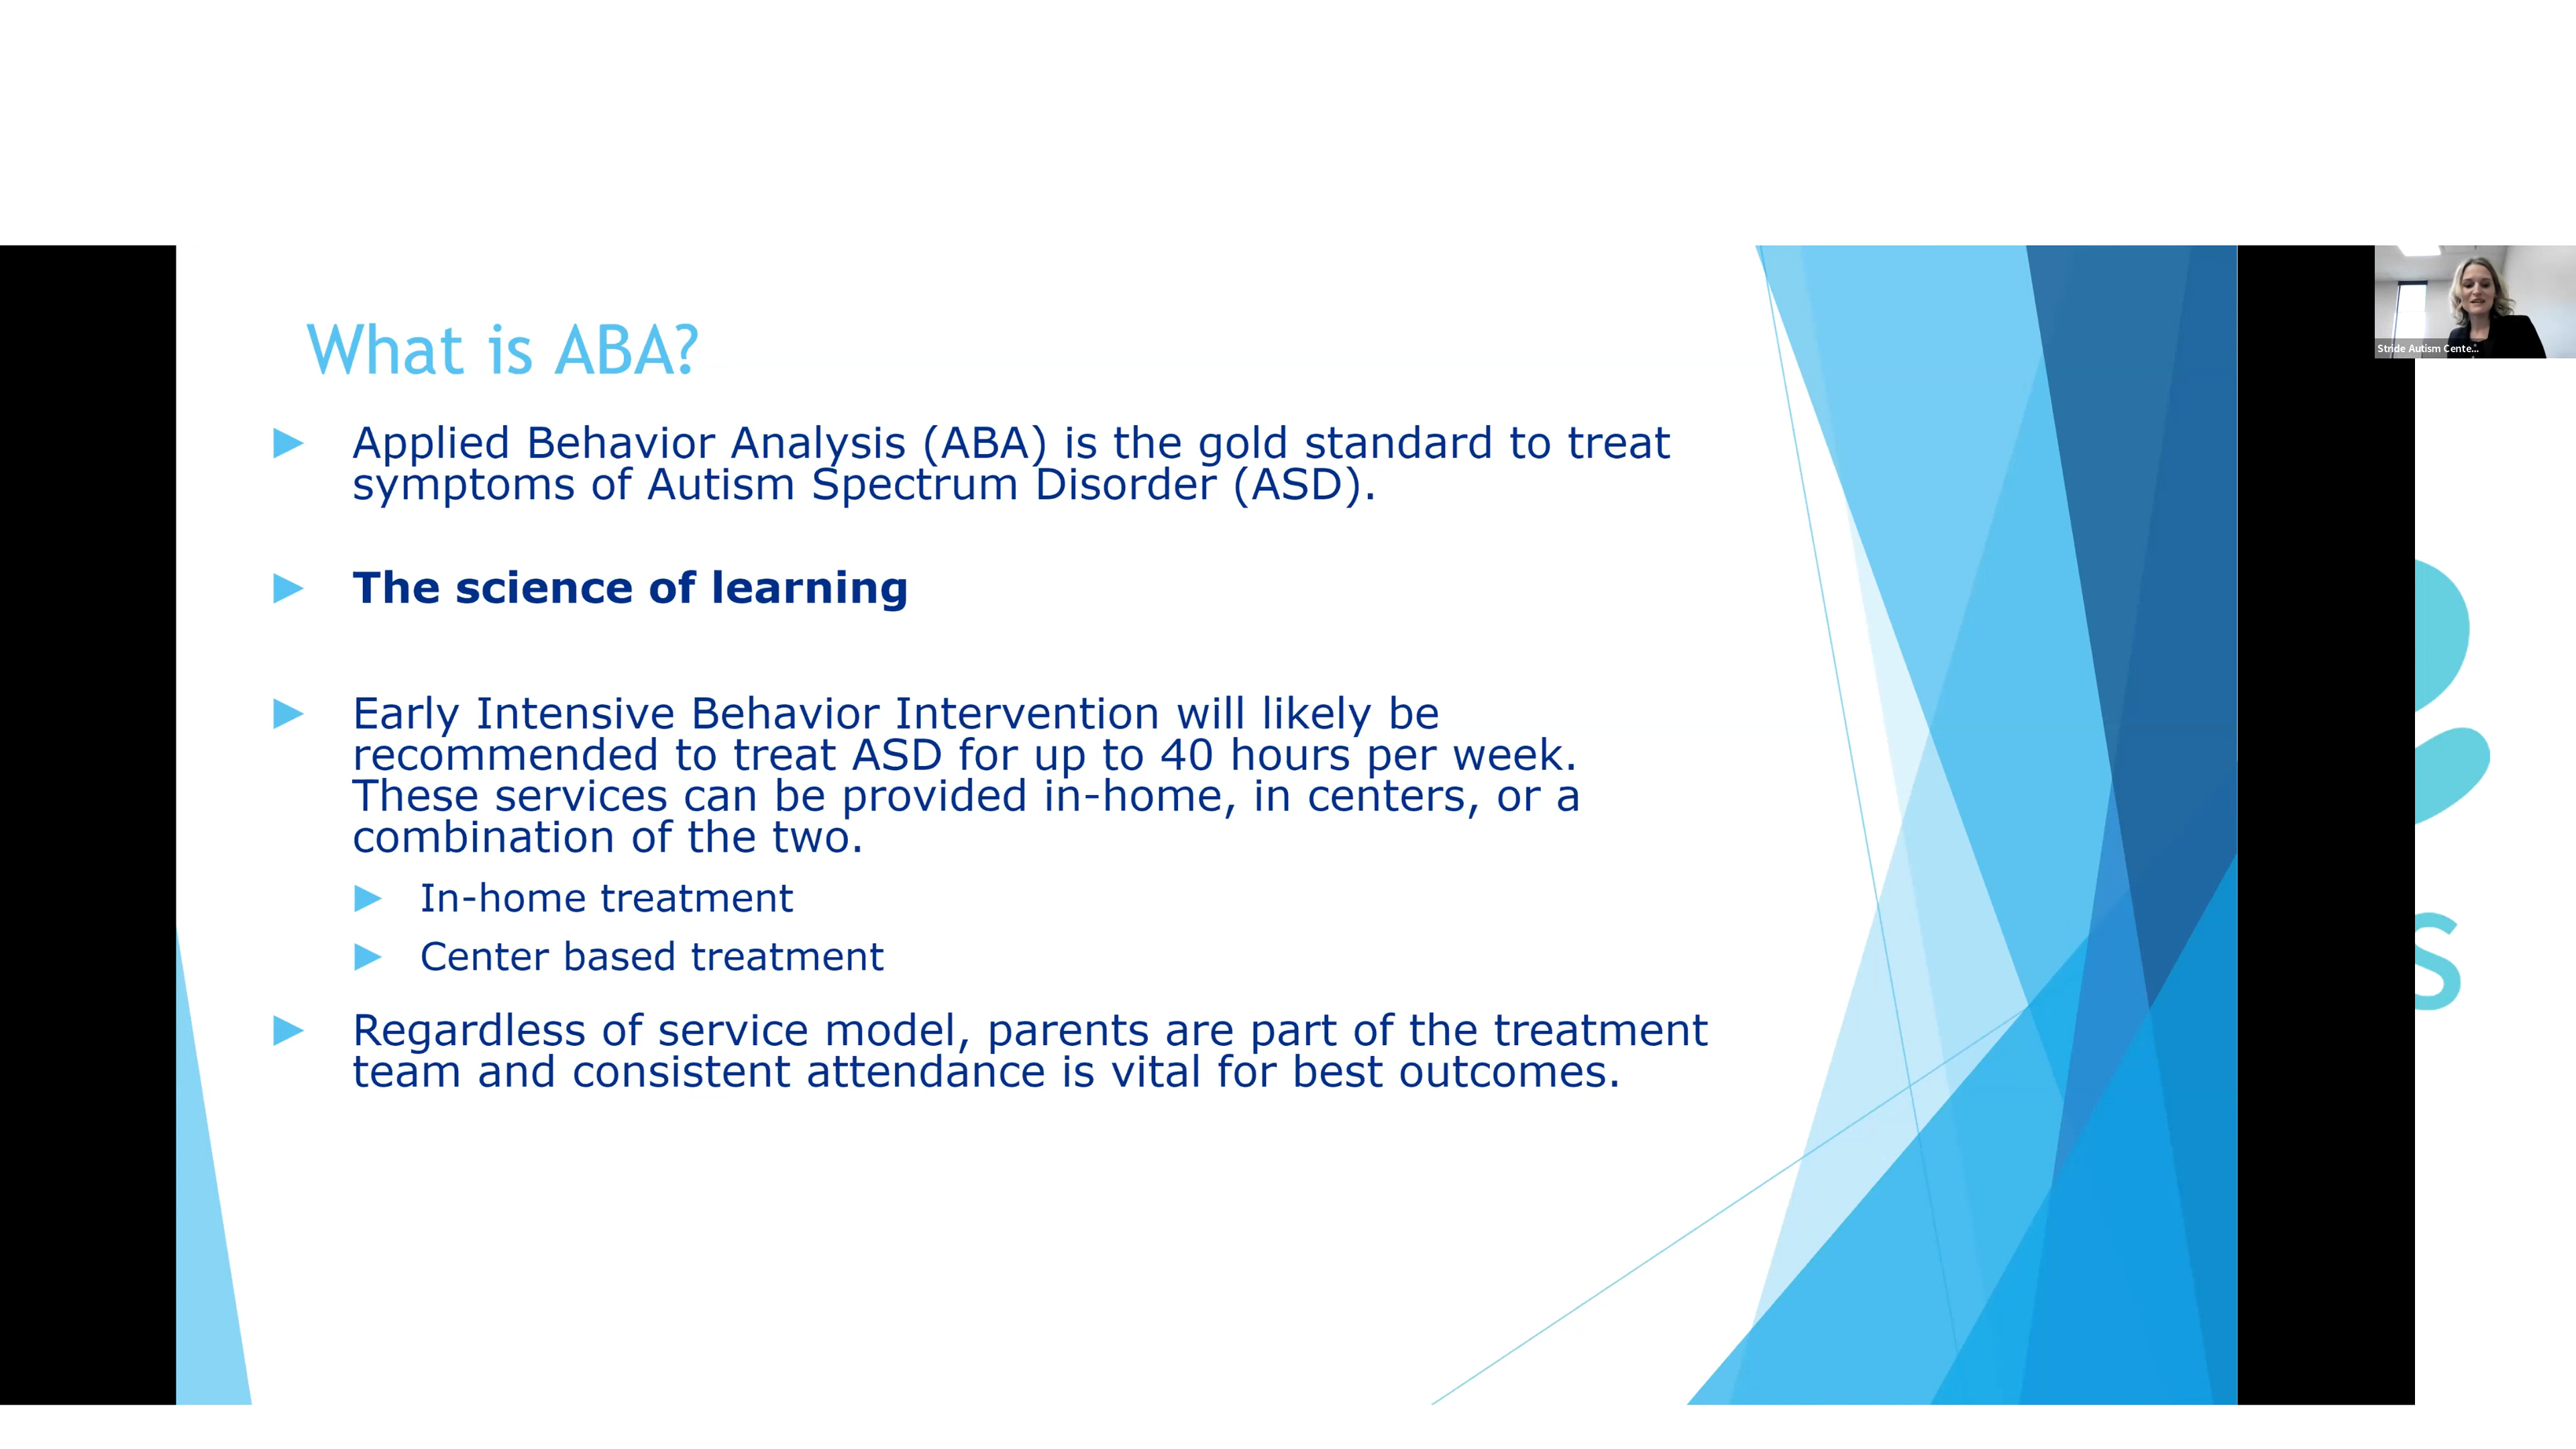 What is ABA?
Applied Behavior Analysis (ABA) is the gold standard to treat
symptoms of Autism Spectrum Disorder (ASD).
The science of learning
Early Intensive Behavior Intervention will likely be
recommended to treat ASD for up to 40 hours per week.
These services can be provided in-home, in centers, or a
combination of the two.
In-home treatment
Center based treatment
Regardless of service model, parents are part of the treatment
team and consistent attendance is vital for best outcomes.
Stride Autism Cente...
s